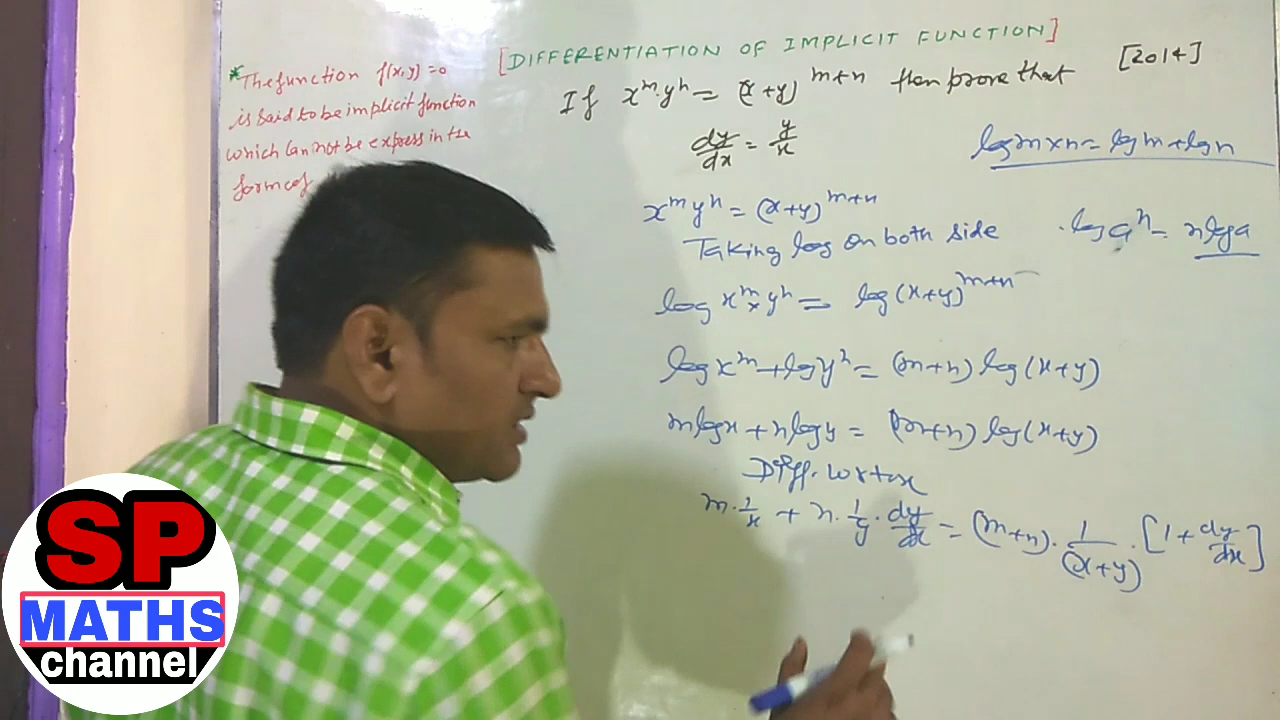 [DIFFERENTIATION OF IMPLICIT FUNCTION]
*The function f(x,y)=0
is said to be implicit function
which can not be express in the
form of
If x^m.y^n = (x+y)^m+n then prove that [2014]
dy/dx = y/x
log m×n = log m + log n
x^m y^n = (x+y)^m+n
Taking log on both side
.log a^n = n log a
log x^m × y^n = log (x+y)^m+n
log x^m + log y^n = (m+n) log (x+y)
m log x + n log y = (m+n) log (x+y)
Diff. w r to x
m. 1/x + n. 1/y . dy/dx = (m+n). 1/(x+y) . [1 + dy/dx]
SP
MATHS
channel